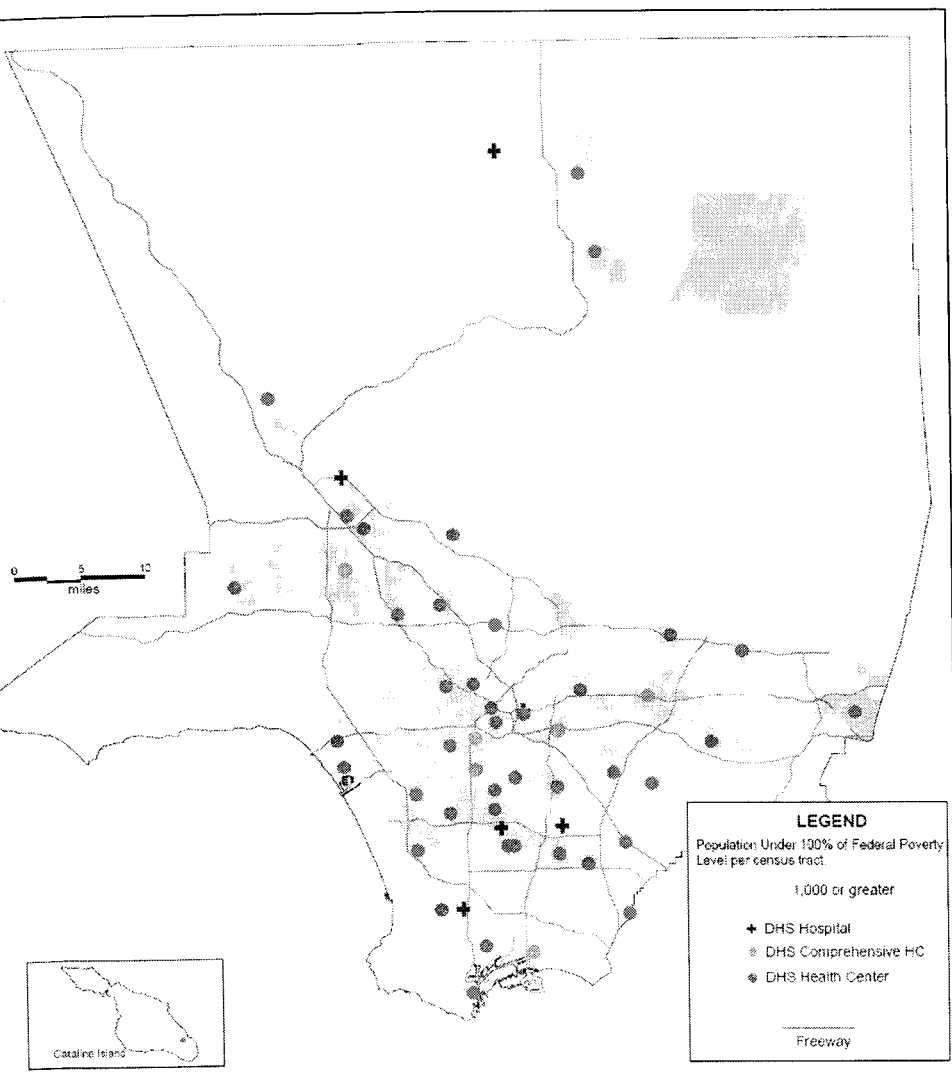 0 5 10
miles
LEGEND
Population Under 100% of Federal Poverty
Level per census tract.
1,000 or greater
DHS Hospital
DHS Comprehensive HC
DHS Health Center
Freeway
Catalina Island